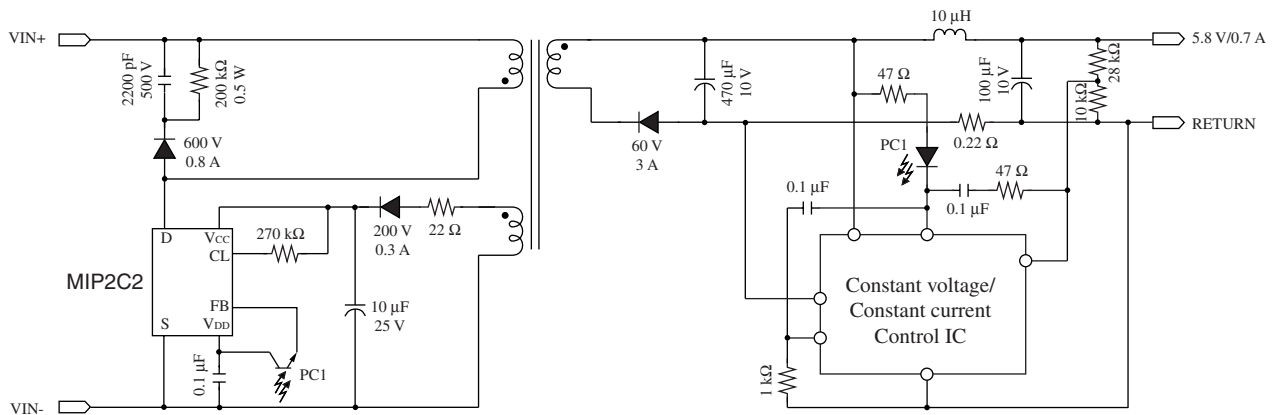 VIN+
2200 pF
500 V
200 kΩ
0.5 W
600 V
0.8 A
D
VCC
CL
MIP2C2
FB
S
VDD
0.1 µF
VIN-
270 kΩ
200 V
0.3 A
22 Ω
10 µF
25 V
PC1
60 V
3 A
470 µF
10 V
10 µH
47 Ω
PC1
0.22 Ω
100 µF
10 V
28 kΩ
10 kΩ
5.8 V/0.7 A
RETURN
0.1 µF
0.1 µF
47 Ω
1 kΩ
Constant voltage/
Constant current
Control IC